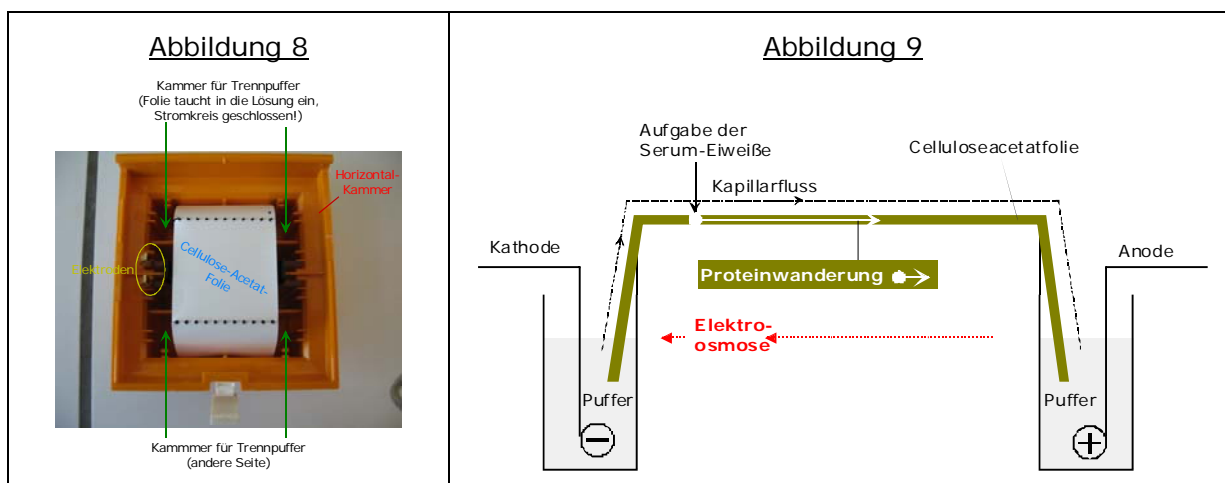 Abbildung 8
Kammer für Trennpuffer
(Folie taucht in die Lösung ein,
Stromkreis geschlossen!)
Horizontal-
Kammer
Elektroden
Cellulose-Acetat-
Folie
Kammmer für Trennpuffer
(andere Seite)
Abbildung 9
Aufgabe der
Serum-Eiweiße
Celluloseacetatfolie
Kapillarfluss
Kathode
Anode
Proteinwanderung
Elektro-
osmose
Puffer
Puffer